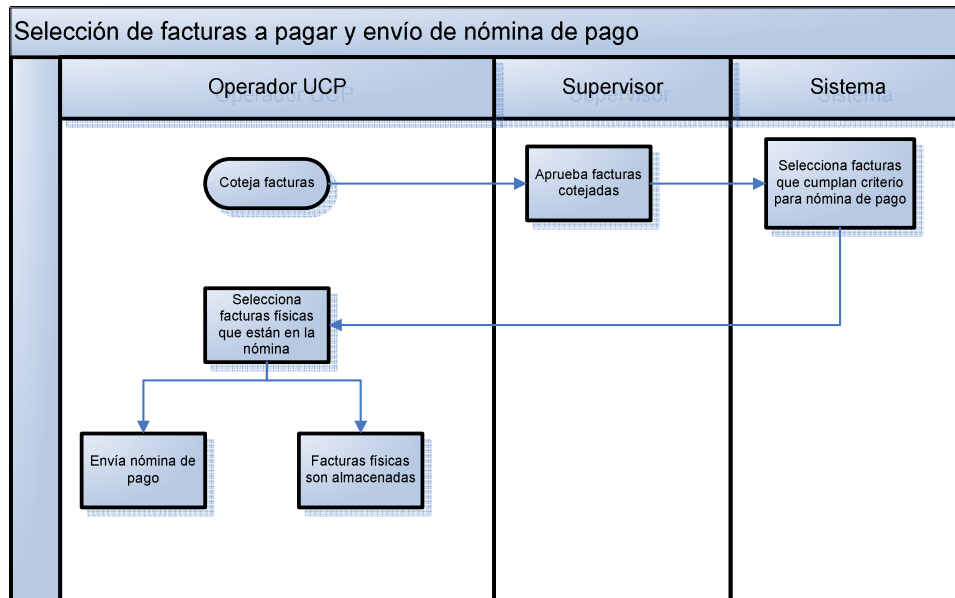 Selección de facturas a pagar y envío de nómina de pago
Operador UCP
Supervisor
Sistema
Coteja facturas
Aprueba facturas
cotejadas
Selecciona facturas
que cumplan criterio
para nómina de pago
Selecciona
facturas físicas
que están en la
nómina
Envía nómina de
pago
Facturas físicas
son almacenadas